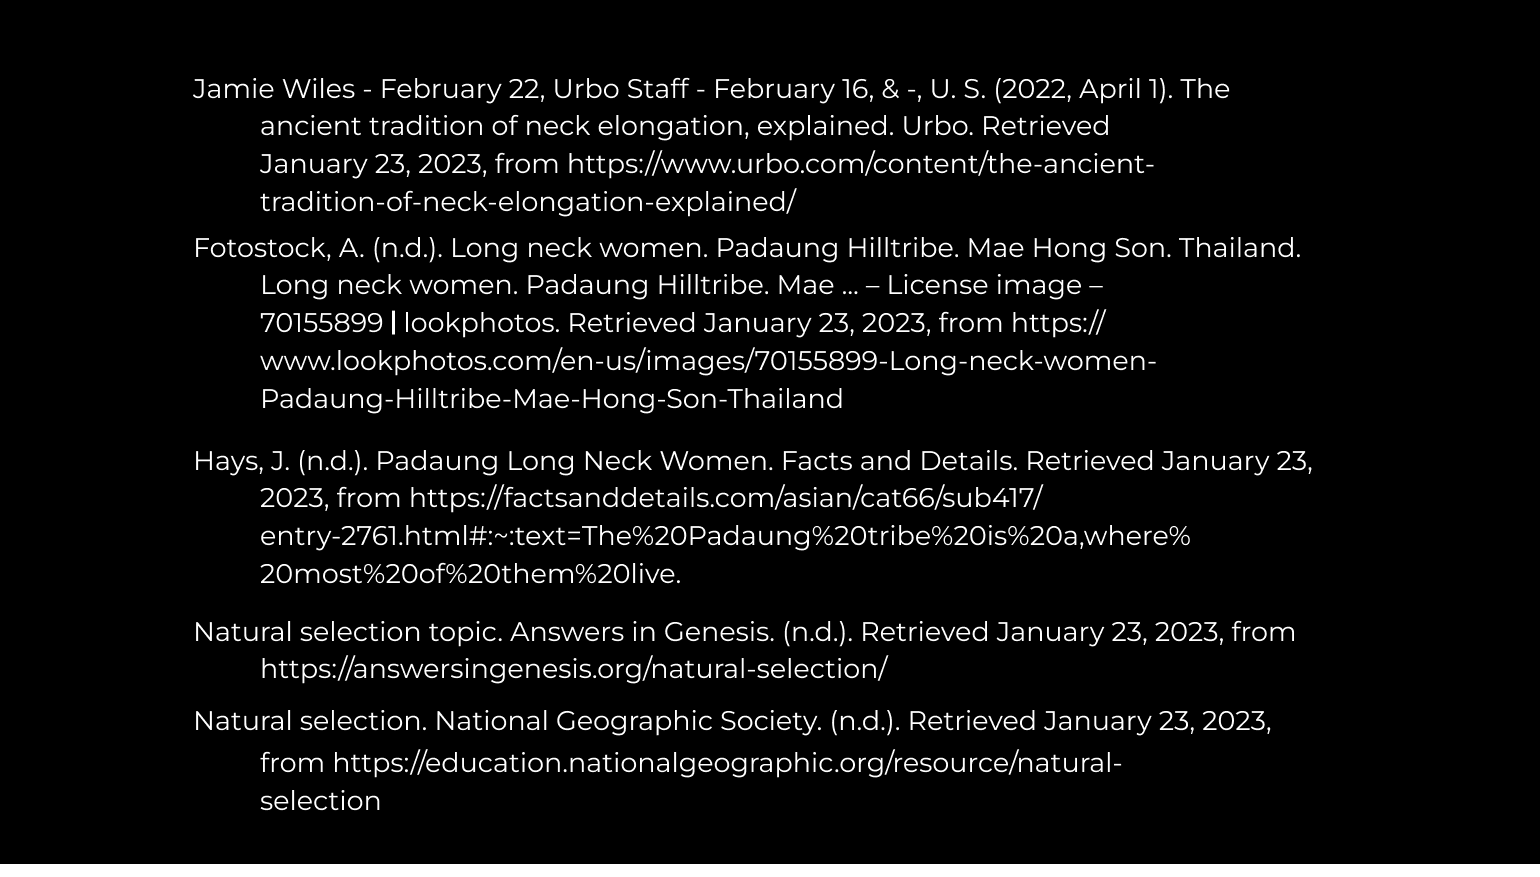 Jamie Wiles - February 22, Urbo Staff - February 16, & -, U. S. (2022, April 1). The
ancient tradition of neck elongation, explained. Urbo. Retrieved
January 23, 2023, from https://www.urbo.com/content/the-ancient-
tradition-of-neck-elongation-explained/
Fotostock, A. (n.d.). Long neck women. Padaung Hilltribe. Mae Hong Son. Thailand.
Long neck women. Padaung Hilltribe. Mae ... – License image –
70155899 | lookphotos. Retrieved January 23, 2023, from https://
www.lookphotos.com/en-us/images/70155899-Long-neck-women-
Padaung-Hilltribe-Mae-Hong-Son-Thailand
Hays, J. (n.d.). Padaung Long Neck Women. Facts and Details. Retrieved January 23,
2023, from https://factsanddetails.com/asian/cat66/sub417/
entry-2761.html#:~:text=The%20Padaung%20tribe%20is%20a,where%
20most%20of%20them%20live.
Natural selection topic. Answers in Genesis. (n.d.). Retrieved January 23, 2023, from
https://answersingenesis.org/natural-selection/
Natural selection. National Geographic Society. (n.d.). Retrieved January 23, 2023,
from https://education.nationalgeographic.org/resource/natural-
selection